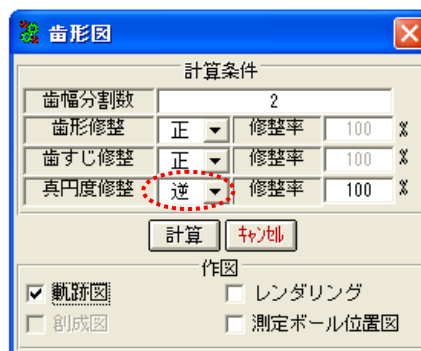 歯形図
計算条件
歯幅分割数 2
歯形修整 正 修整率 100 %
歯すじ修整 正 修整率 100 %
真円度修整 逆 修整率 100 %
計算 キャンセル
作図
軌跡図 レンダリング
創成図 測定ボール位置図